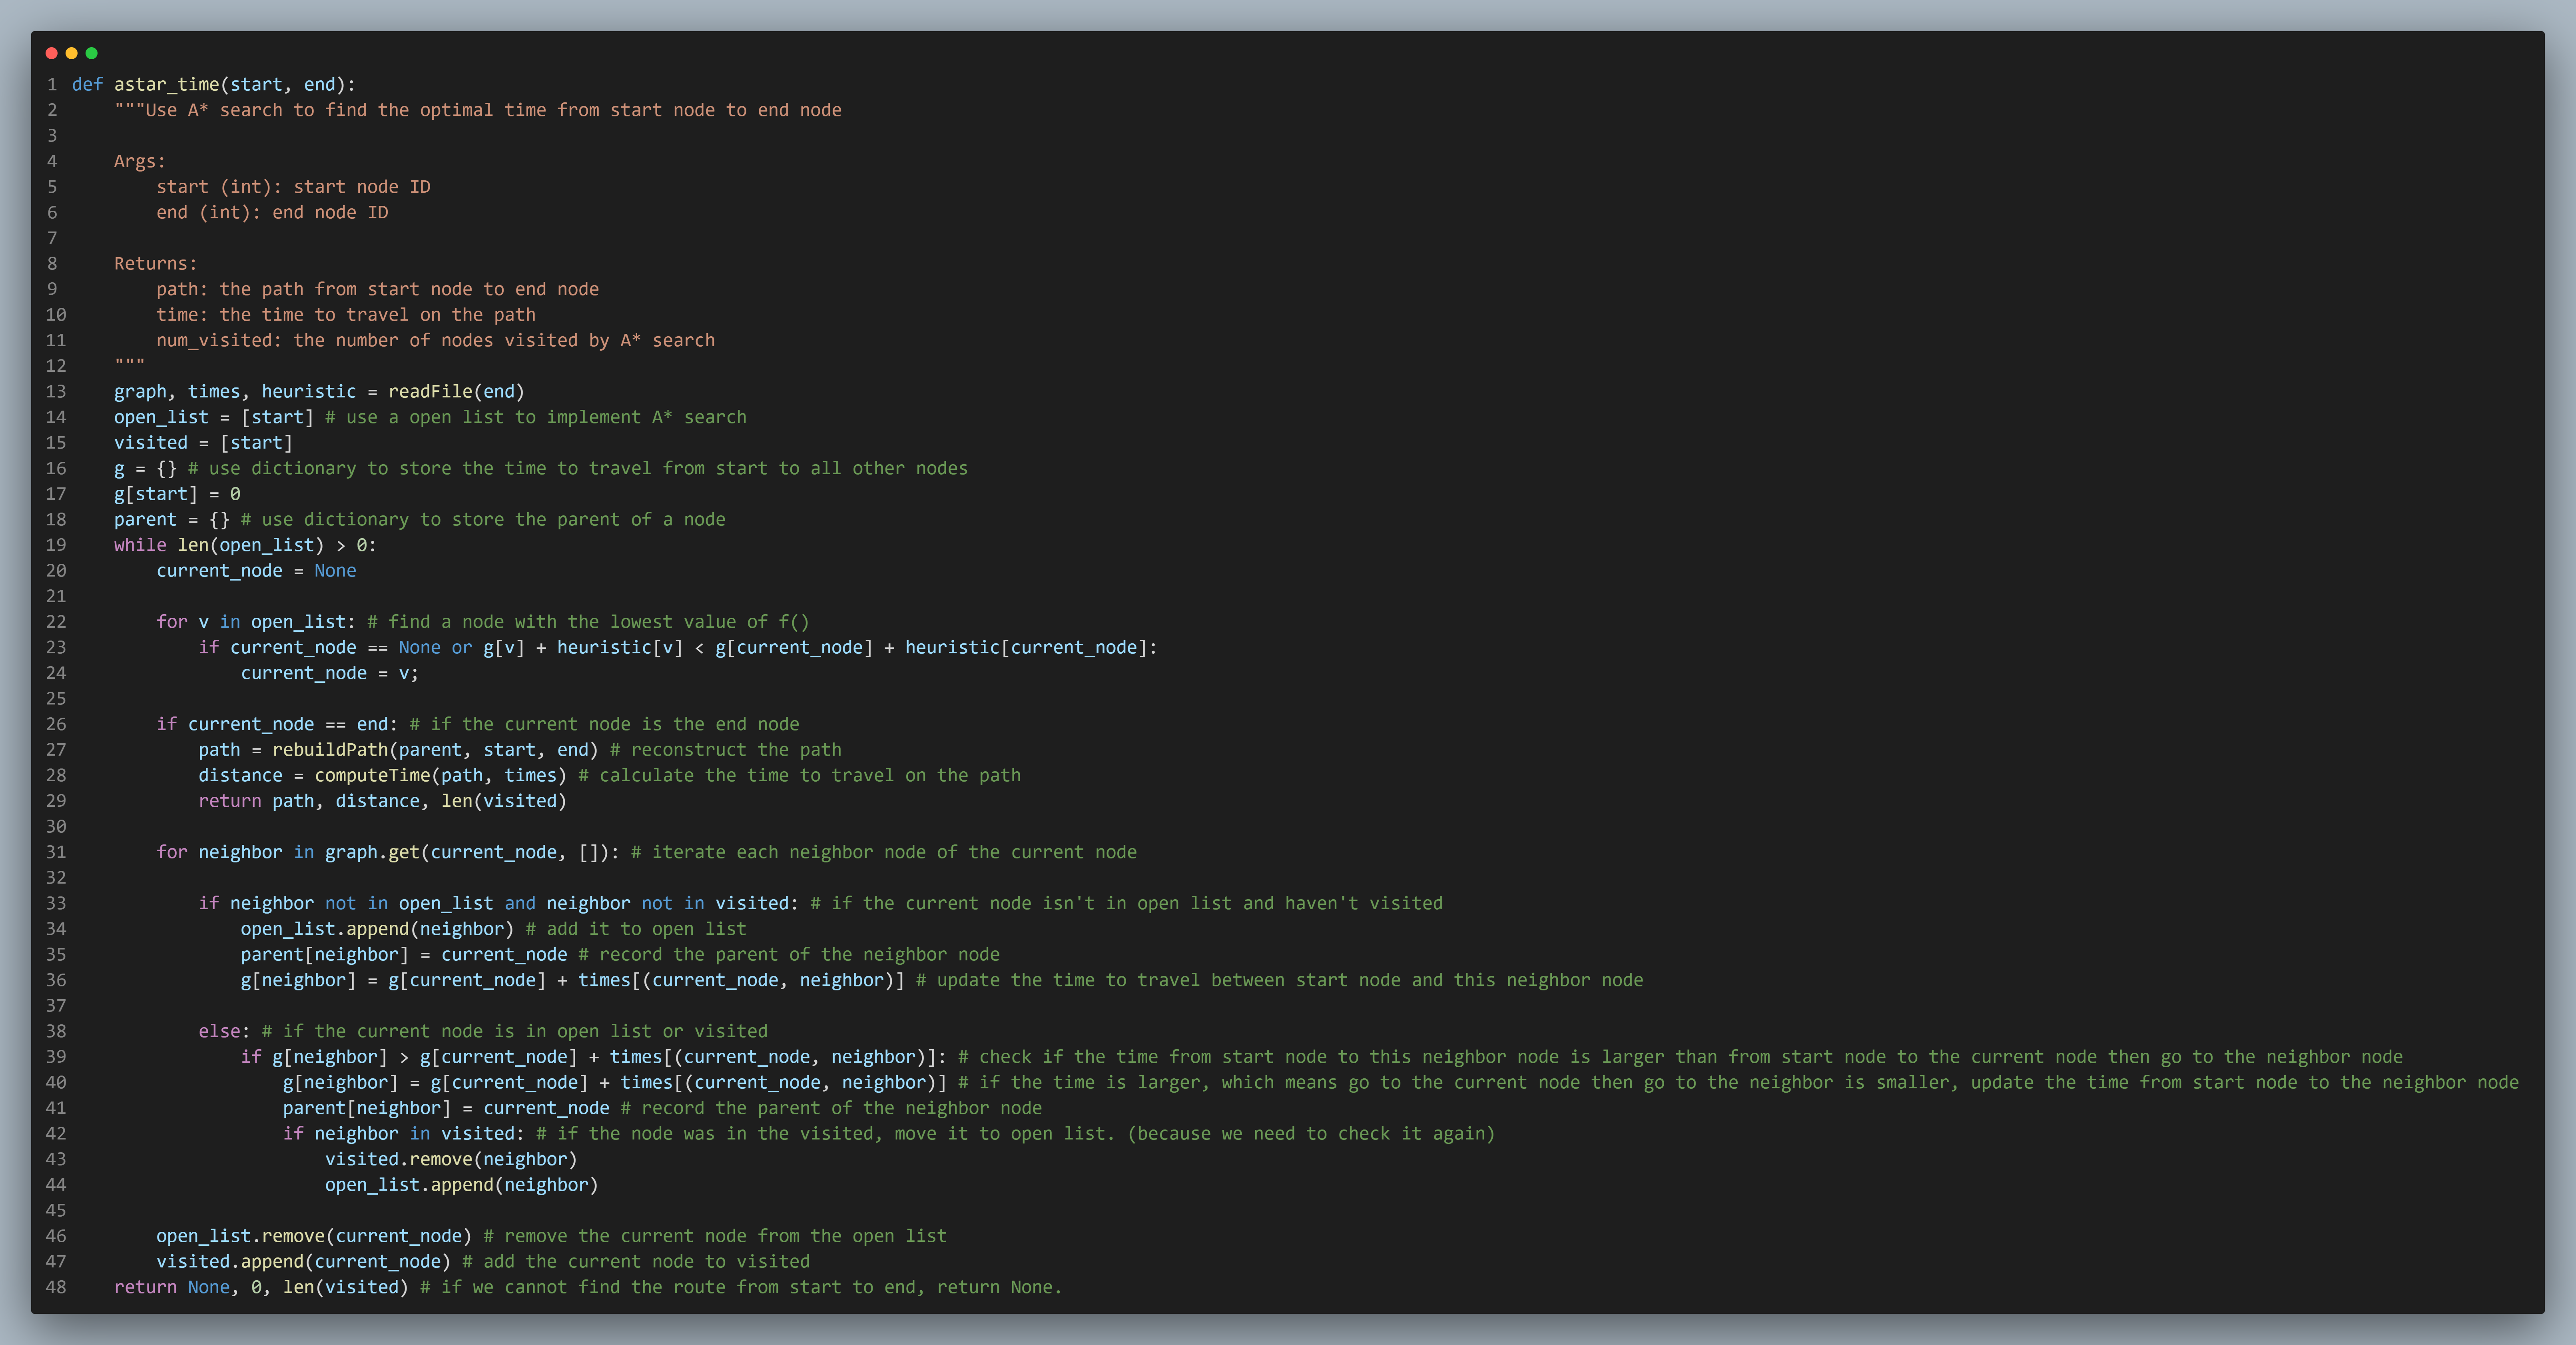 1 def astar_time(start, end):
2     """Use A* search to find the optimal time from start node to end node
3
4     Args:
5         start (int): start node ID
6         end (int): end node ID
7
8     Returns:
9         path: the path from start node to end node
10         time: the time to travel on the path
11         num_visited: the number of nodes visited by A* search
12     """
13     graph, times, heuristic = readFile(end)
14     open_list = [start] # use a open list to implement A* search
15     visited = [start]
16     g = {} # use dictionary to store the time to travel from start to all other nodes
17     g[start] = 0
18     parent = {} # use dictionary to store the parent of a node
19     while len(open_list) > 0:
20         current_node = None
21
22         for v in open_list: # find a node with the lowest value of f()
23             if current_node == None or g[v] + heuristic[v] < g[current_node] + heuristic[current_node]:
24                 current_node = v;
25
26         if current_node == end: # if the current node is the end node
27             path = rebuildPath(parent, start, end) # reconstruct the path
28             distance = computeTime(path, times) # calculate the time to travel on the path
29             return path, distance, len(visited)
30
31         for neighbor in graph.get(current_node, []): # iterate each neighbor node of the current node
32
33             if neighbor not in open_list and neighbor not in visited: # if the current node isn't in open list and haven't visited
34                 open_list.append(neighbor) # add it to open list
35                 parent[neighbor] = current_node # record the parent of the neighbor node
36                 g[neighbor] = g[current_node] + times[(current_node, neighbor)] # update the time to travel between start node and this neighbor node
37
38             else: # if the current node is in open list or visited
39                 if g[neighbor] > g[current_node] + times[(current_node, neighbor)]: # check if the time from start node to this neighbor node is larger than from start node to the current node then go to the neighbor node
40                     g[neighbor] = g[current_node] + times[(current_node, neighbor)] # if the time is larger, which means go to the current node then go to the neighbor is smaller, update the time from start node to the neighbor node
41                     parent[neighbor] = current_node # record the parent of the neighbor node
42                     if neighbor in visited: # if the node was in the visited, move it to open list. (because we need to check it again)
43                         visited.remove(neighbor)
44                         open_list.append(neighbor)
45
46         open_list.remove(current_node) # remove the current node from the open list
47         visited.append(current_node) # add the current node to visited
48     return None, 0, len(visited) # if we cannot find the route from start to end, return None.